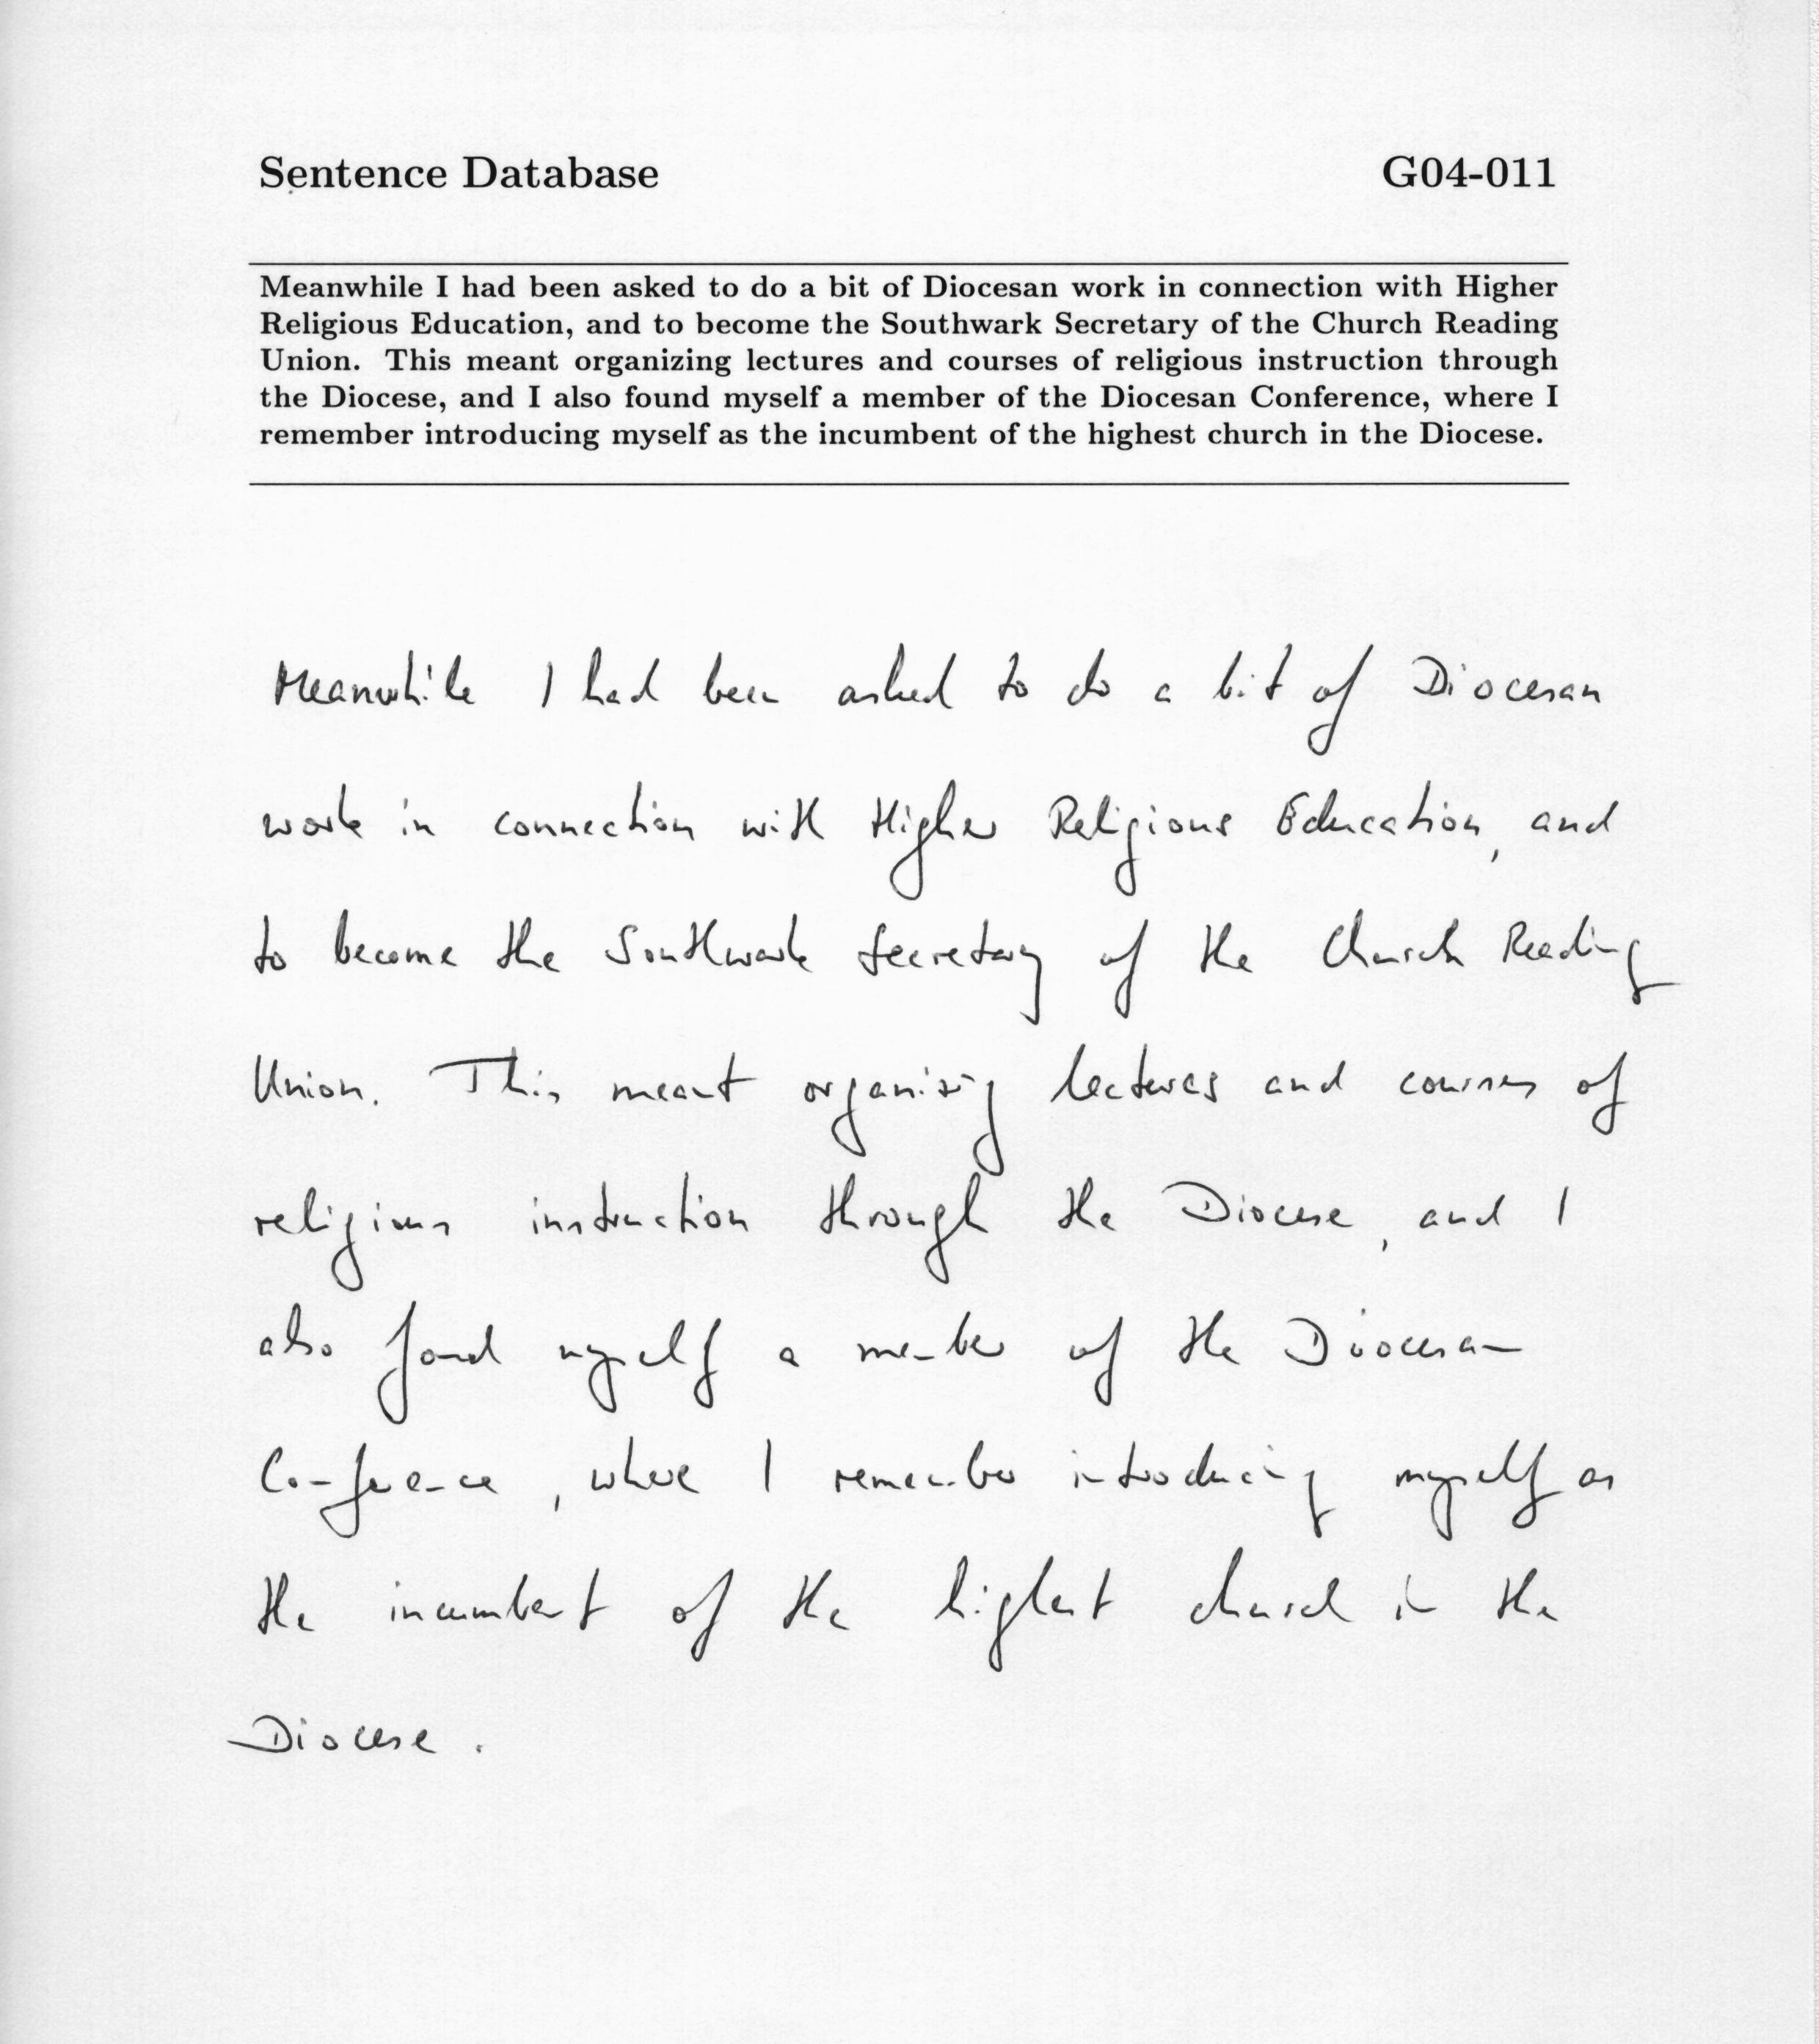 Sentence Database G04-011
Meanwhile I had been asked to do a bit of Diocesan work in connection with Higher
Religious Education, and to become the Southwark Secretary of the Church Reading
Union. This meant organizing lectures and courses of religious instruction through
the Diocese, and I also found myself a member of the Diocesan Conference, where I
remember introducing myself as the incumbent of the highest church in the Diocese.
Meanwhile I had been asked to do a bit of Diocesan
work in connection with Higher Religious Education, and
to become the Southwark Secretary of the Church Reading
Union. This meant organizing lectures and courses of
religious instruction through the Diocese, and I
also found myself a member of the Diocesan
Conference, where I remember introducing myself as
the incumbent of the highest church in the
Diocese.